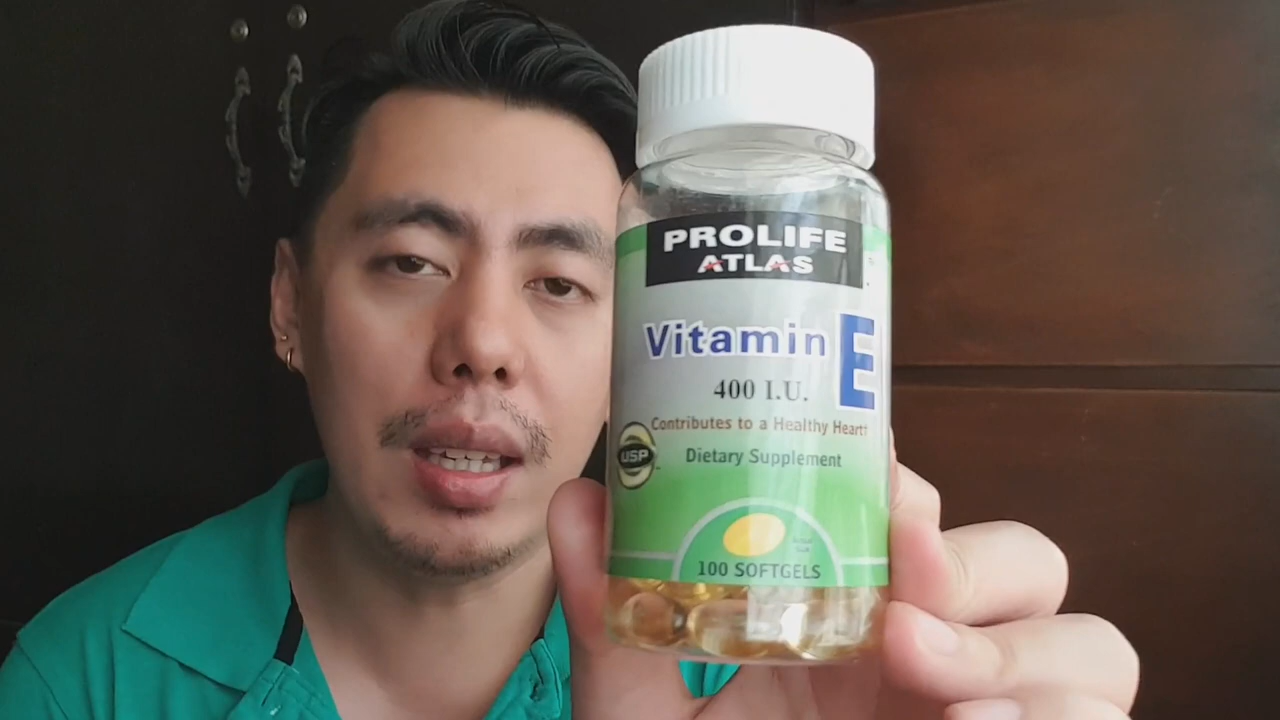 PROLIFE
ATLAS
Vitamin E
400 I.U.
Contributes to a Healthy Heart†
USP
Dietary Supplement
100 SOFTGELS